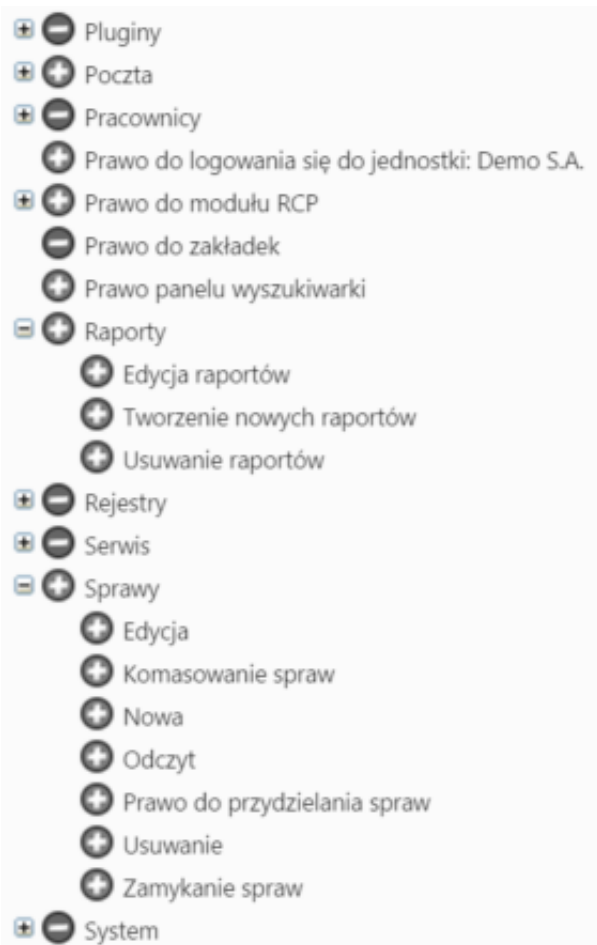 Pluginy
Poczta
Pracownicy
Prawo do logowania się do jednostki: Demo S.A.
Prawo do modułu RCP
Prawo do zakładek
Prawo panelu wyszukiwarki
Raporty
Edycja raportów
Tworzenie nowych raportów
Usuwanie raportów
Rejestry
Serwis
Sprawy
Edycja
Komasowanie spraw
Nowa
Odczyt
Prawo do przydzielania spraw
Usuwanie
Zamykanie spraw
System